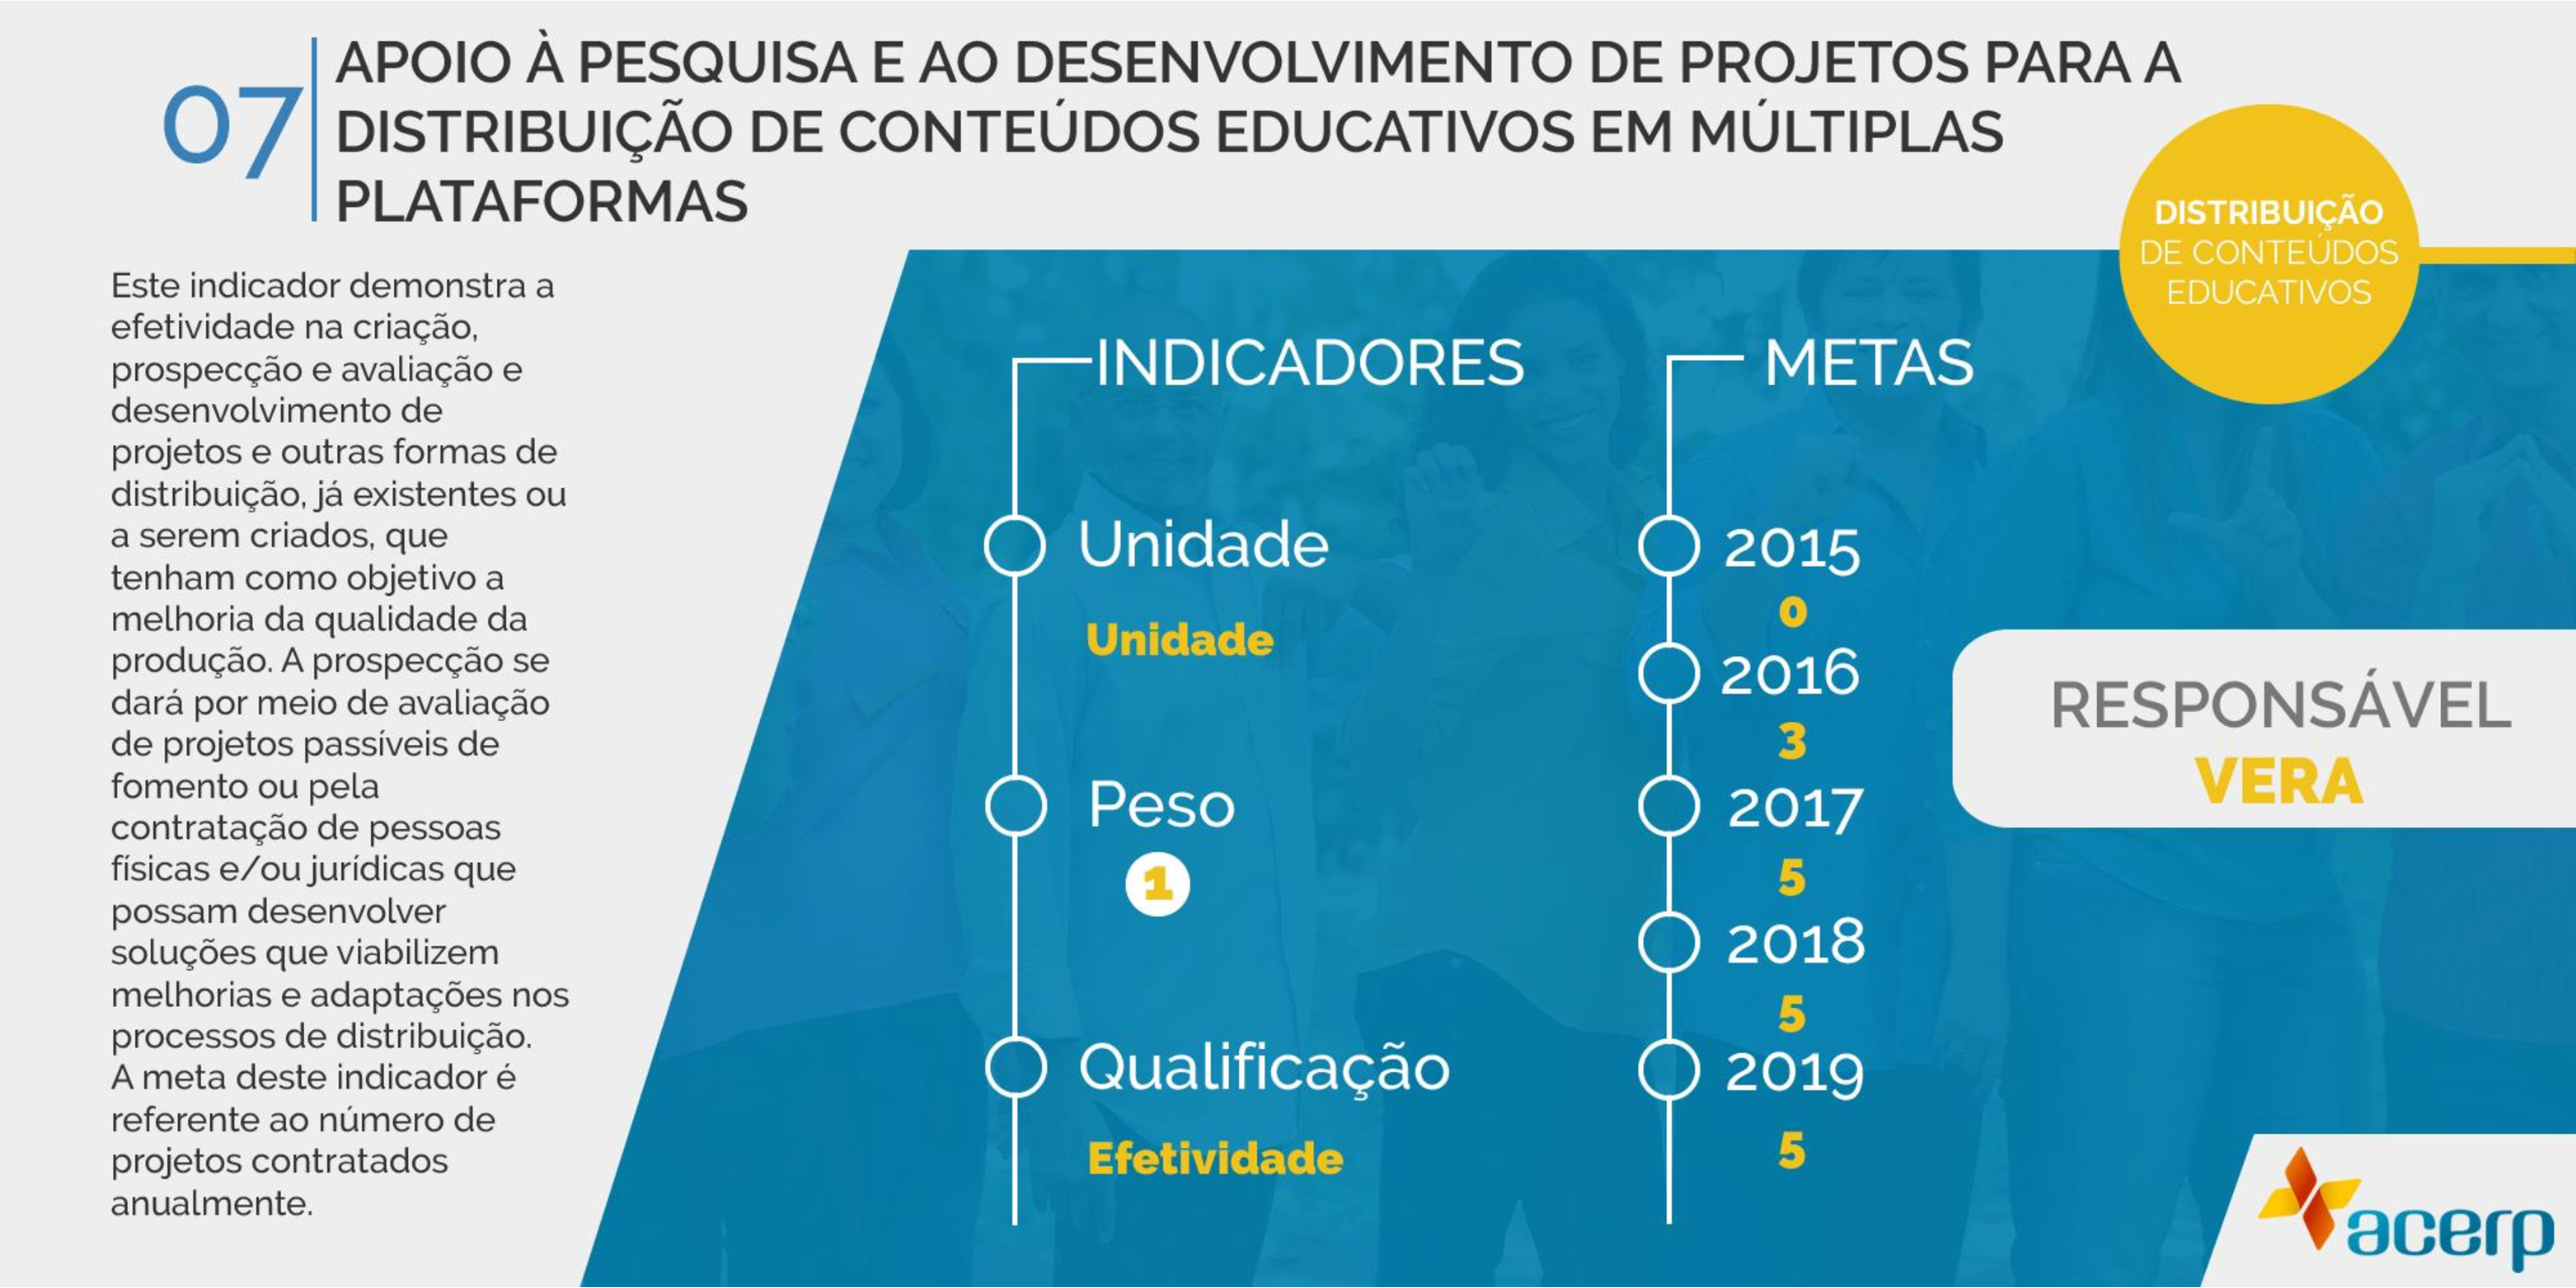 07
APOIO À PESQUISA E AO DESENVOLVIMENTO DE PROJETOS PARA A
DISTRIBUIÇÃO DE CONTEÚDOS EDUCATIVOS EM MÚLTIPLAS
PLATAFORMAS
DISTRIBUIÇÃO
DE CONTEÚDOS
EDUCATIVOS
Este indicador demonstra a
efetividade na criação,
prospecção e avaliação e
desenvolvimento de
projetos e outras formas de
distribuição, já existentes ou
a serem criados, que
tenham como objetivo a
melhoria da qualidade da
produção. A prospecção se
dará por meio de avaliação
de projetos passíveis de
fomento ou pela
contratação de pessoas
físicas e/ou jurídicas que
possam desenvolver
soluções que viabilizem
melhorias e adaptações nos
processos de distribuição.
A meta deste indicador é
referente ao número de
projetos contratados
anualmente.
INDICADORES
Unidade
Unidade
Peso
1
Qualificação
Efetividade
METAS
2015
0
2016
3
2017
5
2018
5
2019
5
RESPONSÁVEL
VERA
acerp